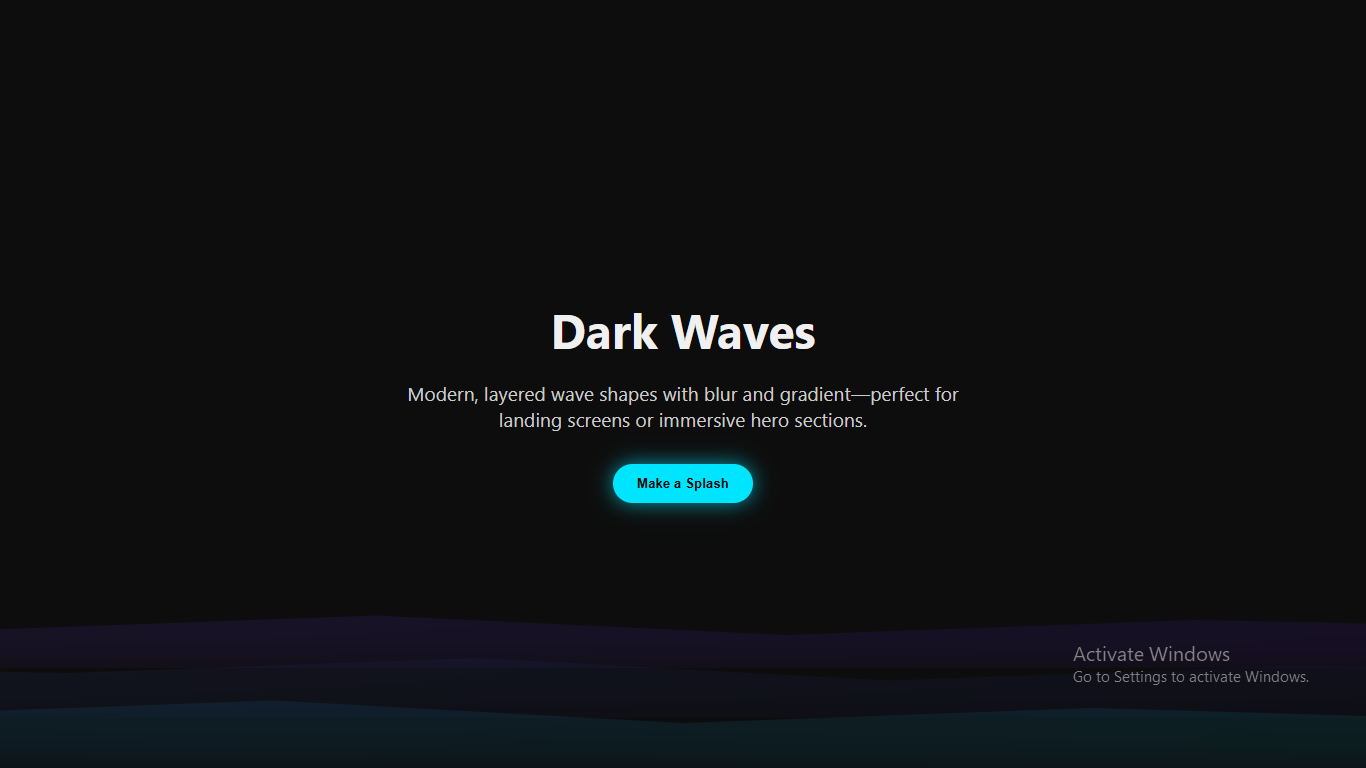 Dark Waves
Modern, layered wave shapes with blur and gradient—perfect for
landing screens or immersive hero sections.
Make a Splash
Activate Windows
Go to Settings to activate Windows.